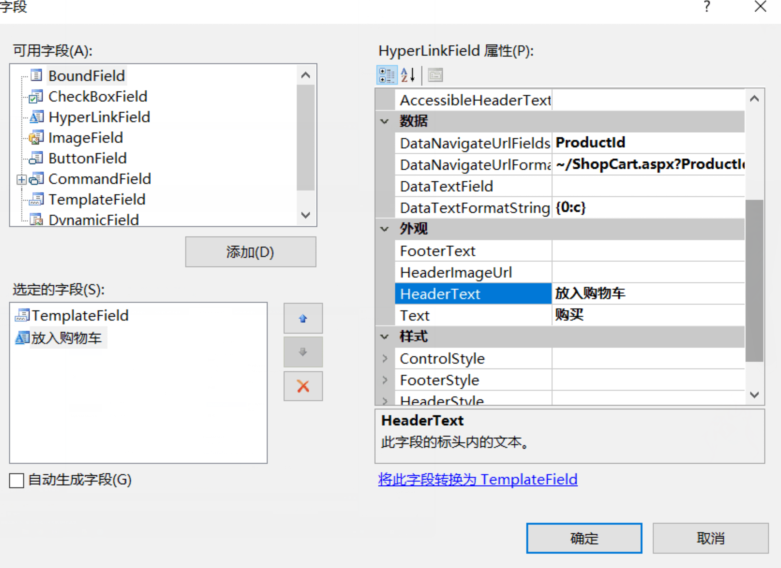 字段
?
可用字段(A):
BoundField
CheckBoxField
HyperLinkField
ImageField
ButtonField
CommandField
TemplateField
DynamicField
添加(D)
选定的字段(S):
TemplateField
放入购物车
自动生成字段(G)
HyperLinkField 属性(P):
AccessibleHeaderText
数据
DataNavigateUrlFields ProductId
DataNavigateUrlForma ~/ShopCart.aspx?ProductId
DataTextField
DataTextFormatString {0:c}
外观
FooterText
HeaderImageUrl
HeaderText 放入购物车
Text 购买
样式
ControlStyle
FooterStyle
HeaderStyle
HeaderText
此字段的标头内的文本。
将此字段转换为 TemplateField
确定
取消